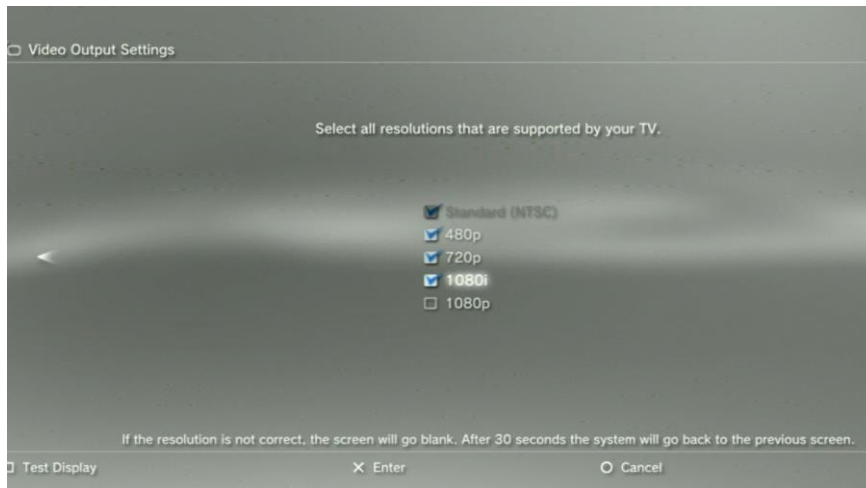 Video Output Settings
Select all resolutions that are supported by your TV.
Standard (NTSC)
480p
720p
1080i
1080p
If the resolution is not correct, the screen will go blank. After 30 seconds the system will go back to the previous screen.
Test Display
Enter
Cancel